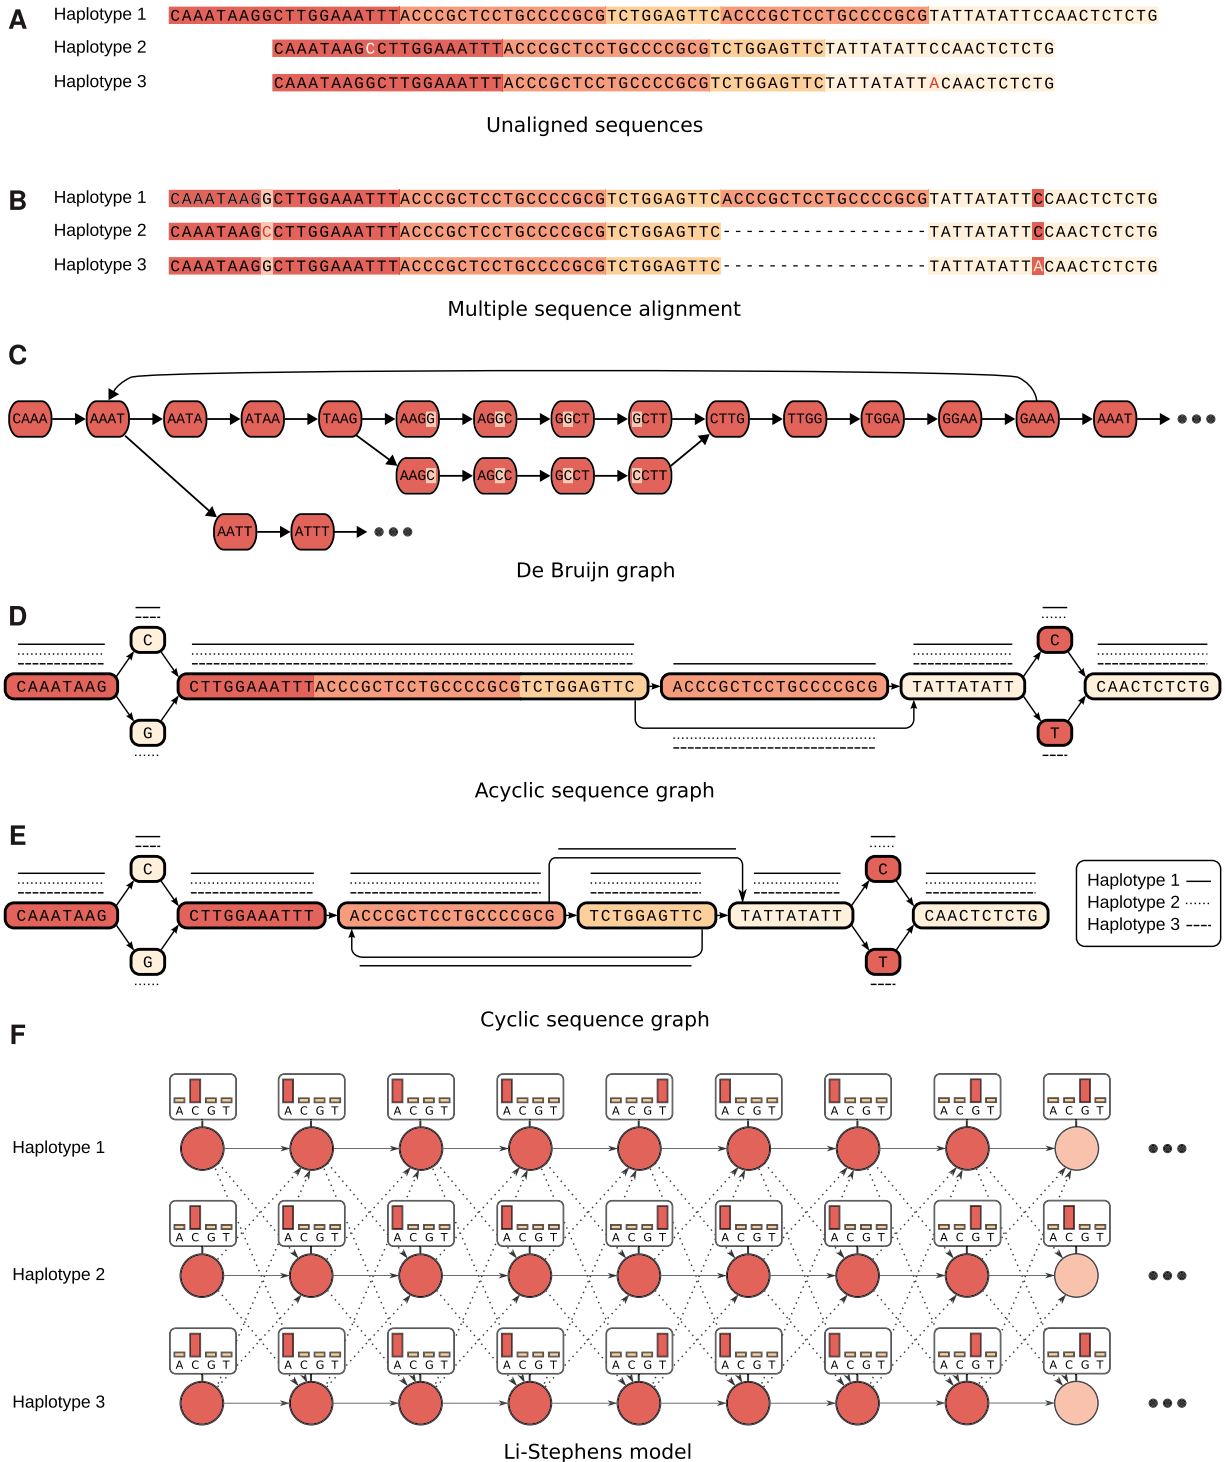 A
Haplotype 1 CAAATAAGGCTTGGAAATTTACCCGCTCCTGCCCCGCGTCTGGAGTTCACCCGCTCCTGCCCCGCGTATTATATTCCAACTCTCTG
Haplotype 2 CAAATAAGCCTTGGAAATTTACCCGCTCCTGCCCCGCGTCTGGAGTTCTATTATATTCCAACTCTCTG
Haplotype 3 CAAATAAGGCTTGGAAATTTACCCGCTCCTGCCCCGCGTCTGGAGTTCTATTATATTACAACTCTCTG
Unaligned sequences
B
Haplotype 1 CAAATAAGGCTTGGAAATTTACCCGCTCCTGCCCCGCGTCTGGAGTTCACCCGCTCCTGCCCCGCGTATTATATTCCAACTCTCTG
Haplotype 2 CAAATAAGCCTTGGAAATTTACCCGCTCCTGCCCCGCGTCTGGAGTTC------------------TATTATATTCCAACTCTCTG
Haplotype 3 CAAATAAGGCTTGGAAATTTACCCGCTCCTGCCCCGCGTCTGGAGTTC------------------TATTATATTACAACTCTCTG
Multiple sequence alignment
C
CAAA AAAT AATA ATAA TAAG AAGG AGGC GGCT GCTT CTTG TTGG TGGA GGAA GAAA AAAT
AAGC AGCC GCCT CCTT
AATT ATTT
De Bruijn graph
D
C C
CAAATAAG CTTGGAAATTTACCCGCTCCTGCCCCGCGTCTGGAGTTC ACCCGCTCCTGCCCCGCG TATTATATT CAACTCTCTG
G T
Acyclic sequence graph
E
C C
CAAATAAG CTTGGAAATTT ACCCGCTCCTGCCCCGCG TCTGGAGTTC TATTATATT CAACTCTCTG
G T
Haplotype 1
Haplotype 2
Haplotype 3
Cyclic sequence graph
F
A C G T A C G T A C G T A C G T A C G T A C G T A C G T A C G T A C G T
Haplotype 1
A C G T A C G T A C G T A C G T A C G T A C G T A C G T A C G T A C G T
Haplotype 2
A C G T A C G T A C G T A C G T A C G T A C G T A C G T A C G T A C G T
Haplotype 3
Li-Stephens model